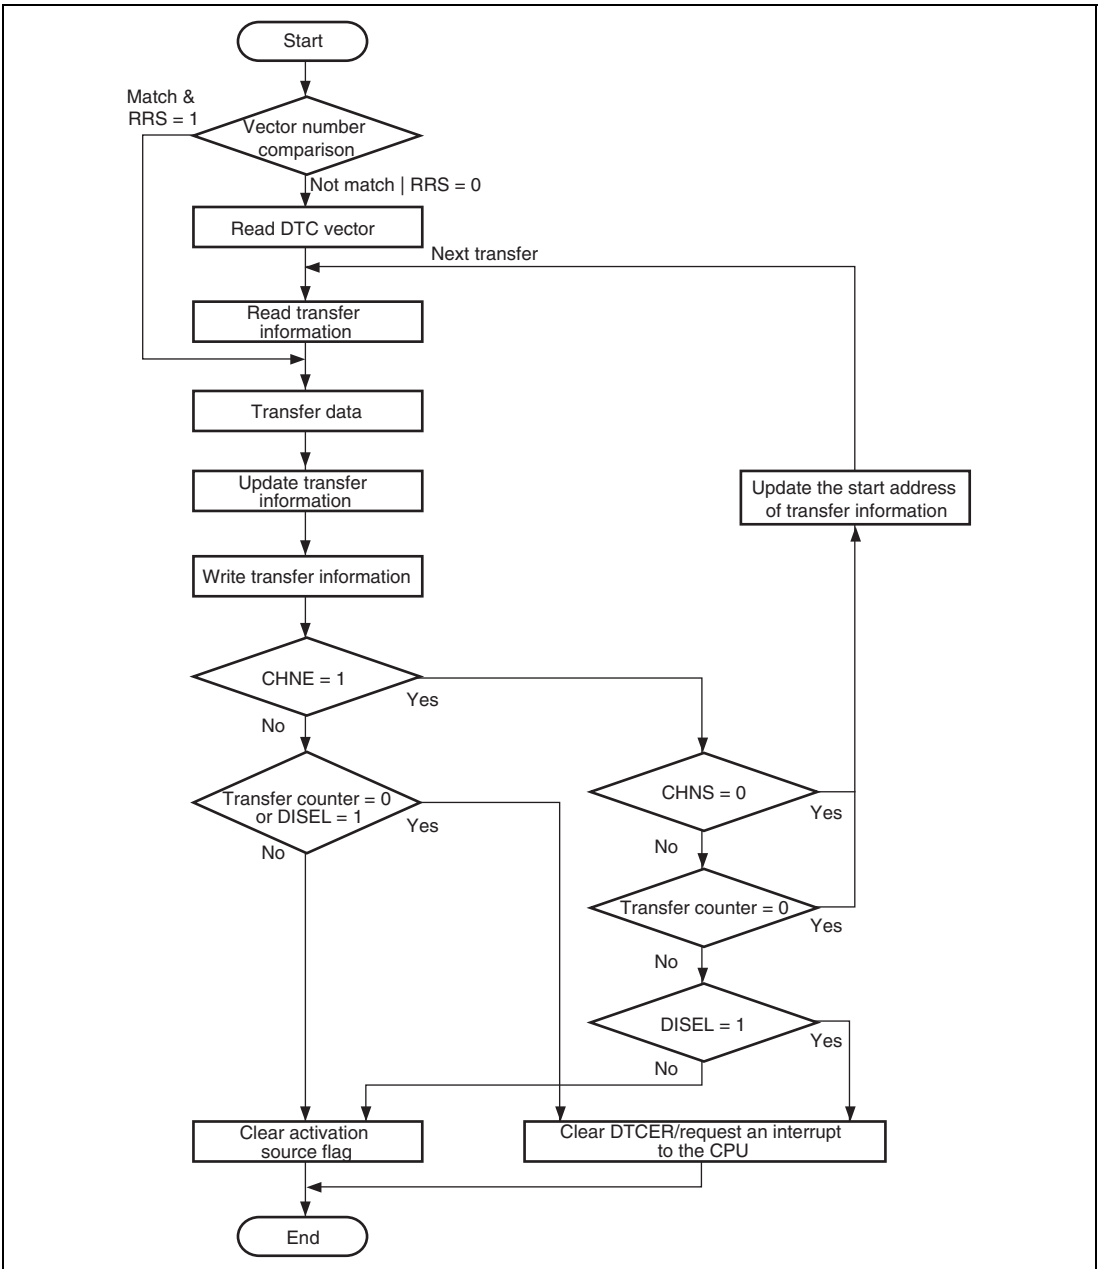 Start
Match &
RRS = 1
Vector number
comparison
Not match | RRS = 0
Read DTC vector
Next transfer
Read transfer
information
Transfer data
Update transfer
information
Update the start address
of transfer information
Write transfer information
CHNE = 1
Yes
No
Transfer counter = 0
or DISEL = 1
Yes
No
CHNS = 0
Yes
No
Transfer counter = 0
Yes
No
DISEL = 1
Yes
No
Clear activation
source flag
Clear DTCER/request an interrupt
to the CPU
End